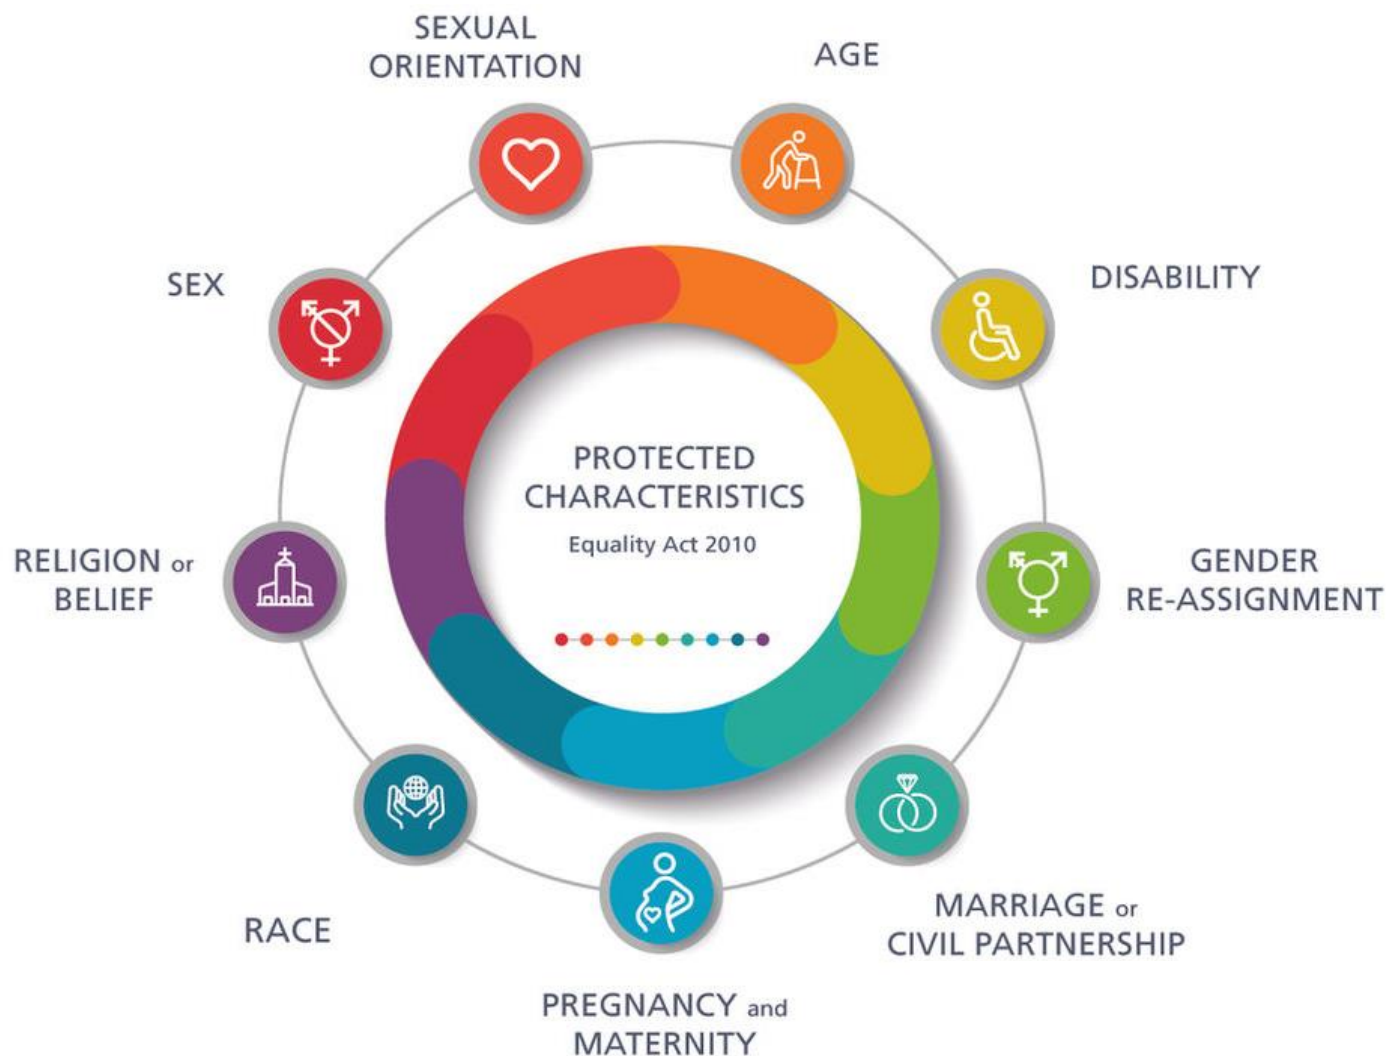 SEXUAL
ORIENTATION
AGE
SEX
DISABILITY
PROTECTED
CHARACTERISTICS
Equality Act 2010
RELIGION or
BELIEF
GENDER
RE-ASSIGNMENT
RACE
MARRIAGE or
CIVIL PARTNERSHIP
PREGNANCY and
MATERNITY